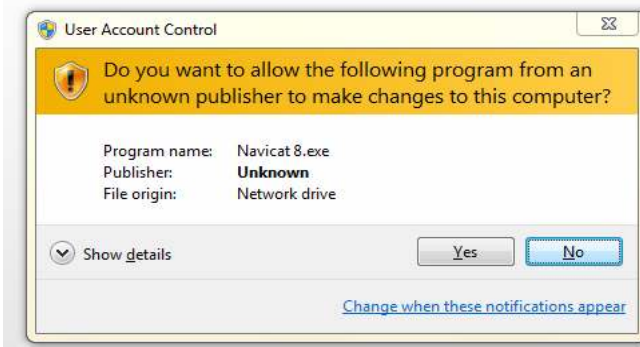 User Account Control
Do you want to allow the following program from an
unknown publisher to make changes to this computer?
Program name: Navicat 8.exe
Publisher: Unknown
File origin: Network drive
Show details
Yes
No
Change when these notifications appear